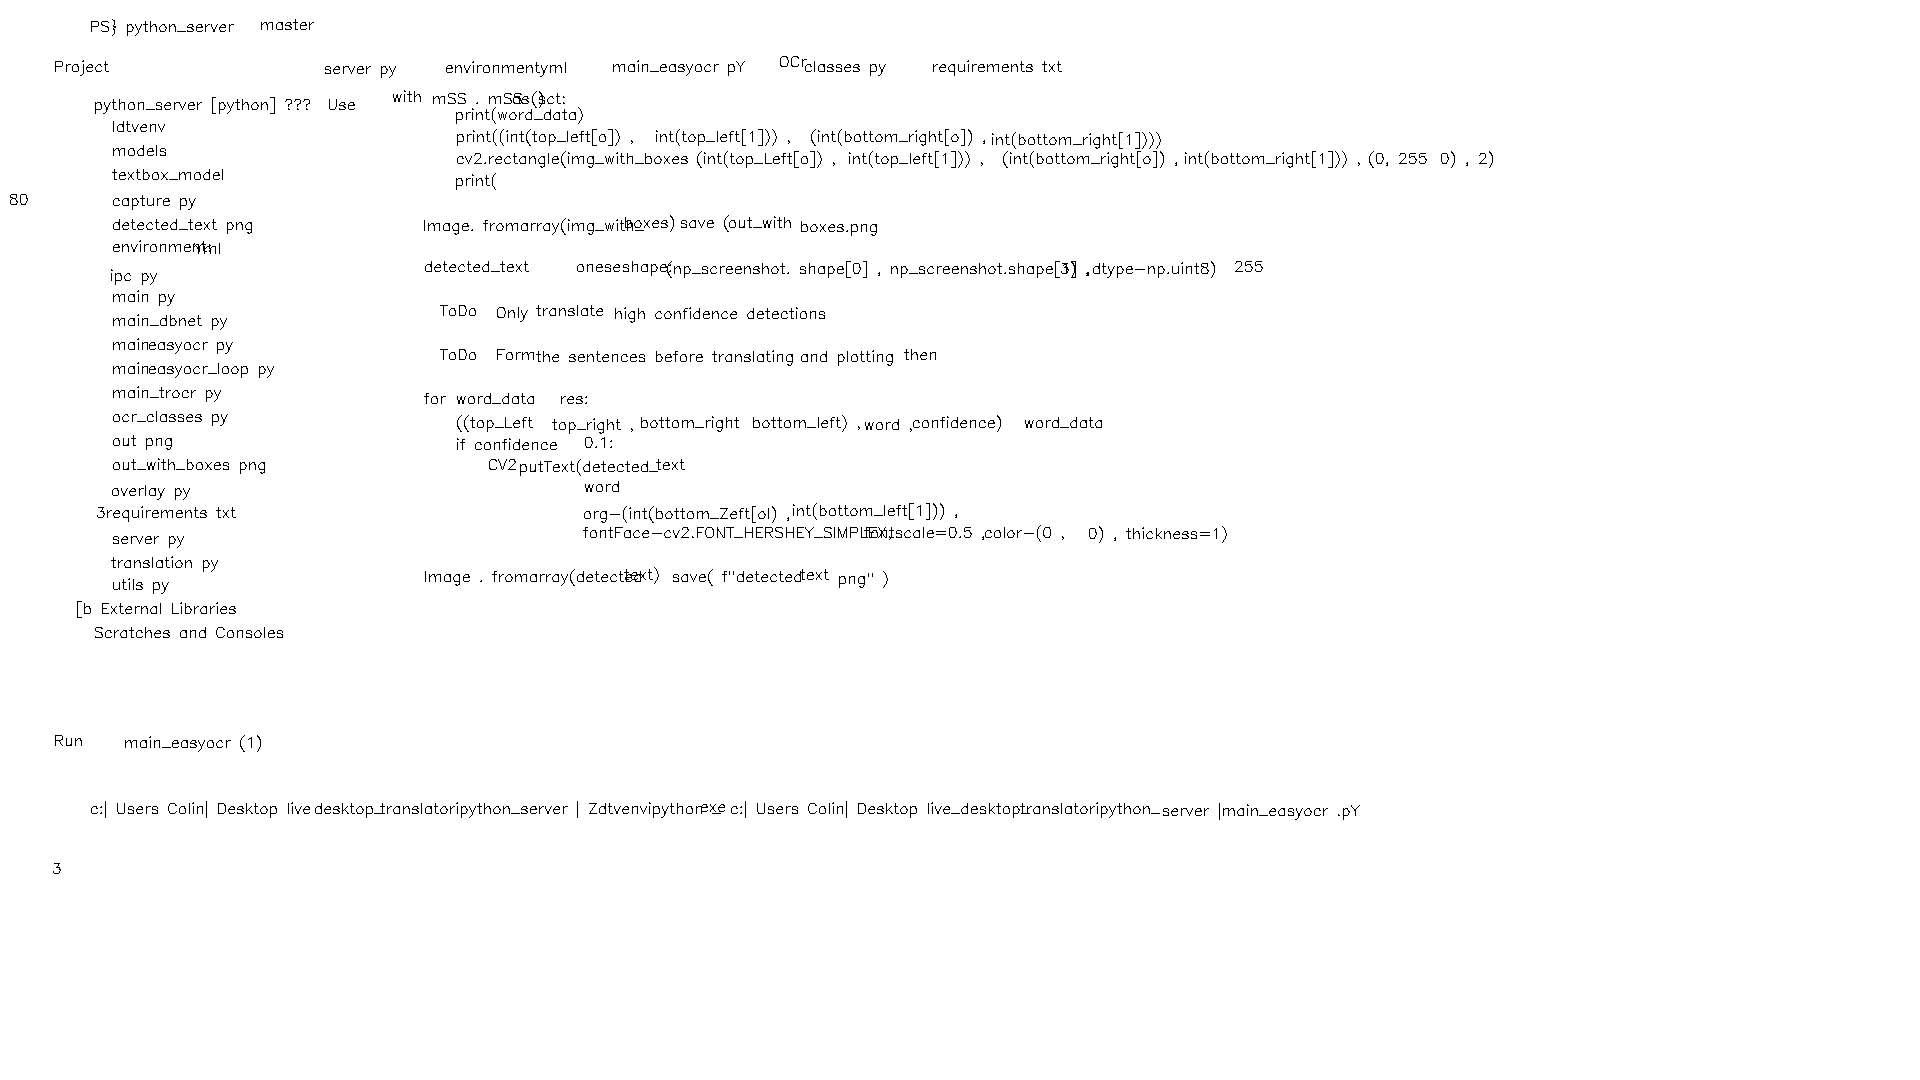 PS} python_server master
Project server py environmentyml main_easyocr pY OCr classes py requirements txt
python_server [python] ??? Use
ldtvenv
models
textbox_model
80
capture py
detected_text png
environment yml
ipc py
main py
main_dbnet py
maineasyocr py
maineasyocr_loop py
main_trocr py
ocr_classes py
out png
out_with_boxes png
overlay py
3requirements txt
server py
translation py
utils py
[b External Libraries
Scratches and Consoles
with mSS . mSS() as sct:
print(word_data)
print((int(top_left[o]) , int(top_left[1])) , (int(bottom_right[o]) , int(bottom_right[1])))
cv2.rectangle(img_with_boxes (int(top_Left[o]) , int(top_left[1])) , (int(bottom_right[o]) , int(bottom_right[1])) , (0, 255 0) , 2)
print(
Image. fromarray(img_with_ boxes) save (out_with boxes.png
detected_text oneseshape: (np_screenshot. shape[0] , np_screenshot.shape[1] 3) , dtype-np.uint8) 255
ToDo Only translate high confidence detections
ToDo Form the sentences before translating and plotting then
for word_data res:
((top_Left top_right , bottom_right bottom_left) , word , confidence) word_data
if confidence 0.1:
CV2 putText(detected_text
word
org-(int(bottom_Zeft[ol) , int(bottom_left[1])) ,
fontFace-cv2.FONT_HERSHEY_SIMPLEX, fontscale=0.5 , color-(0 , 0) , thickness=1)
Image . fromarray(detected text) save( f"detected text png" )
Run main_easyocr (1)
c:| Users Colin| Desktop live desktop_translatoripython_server | Zdtvenvipython_ exe c:| Users Colin| Desktop live_desktop translatoripython_ server |main_easyocr .pY
3